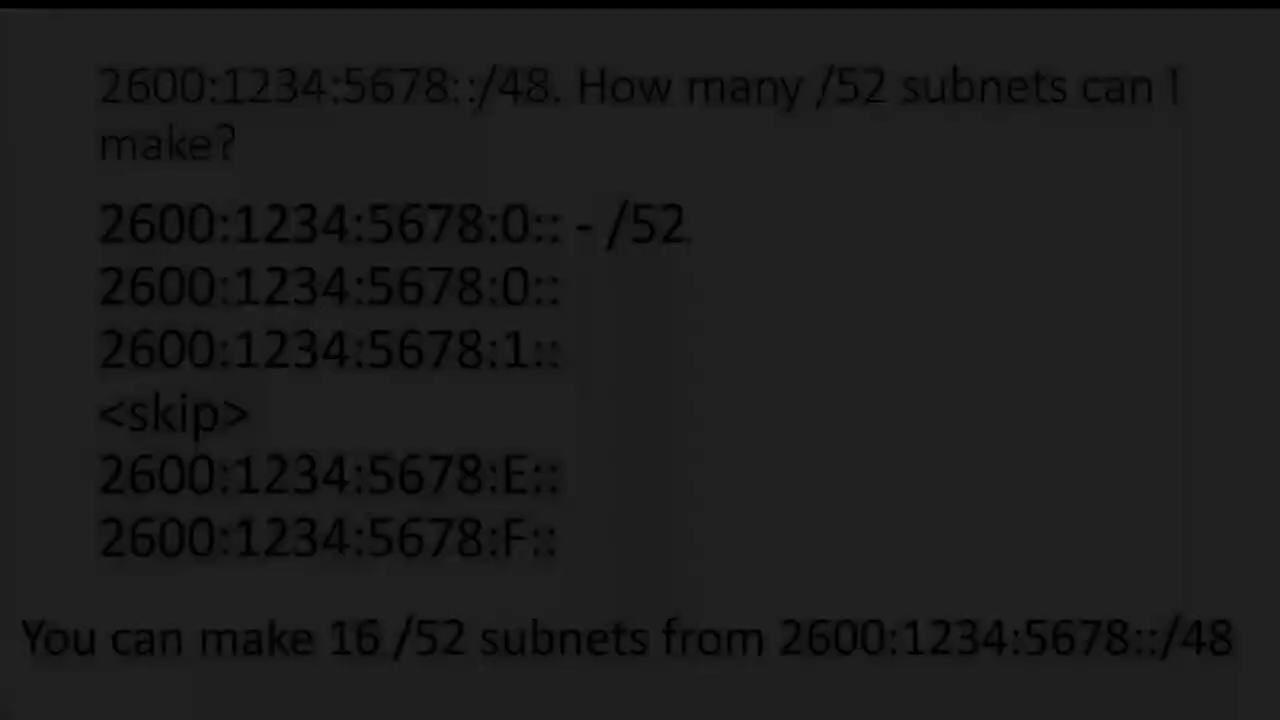 2600:1234:5678::/48. How many /52 subnets can I
make?
2600:1234:5678:0:: - /52
2600:1234:5678:0::
2600:1234:5678:1::
<skip>
2600:1234:5678:E::
2600:1234:5678:F::
You can make 16 /52 subnets from 2600:1234:5678::/48